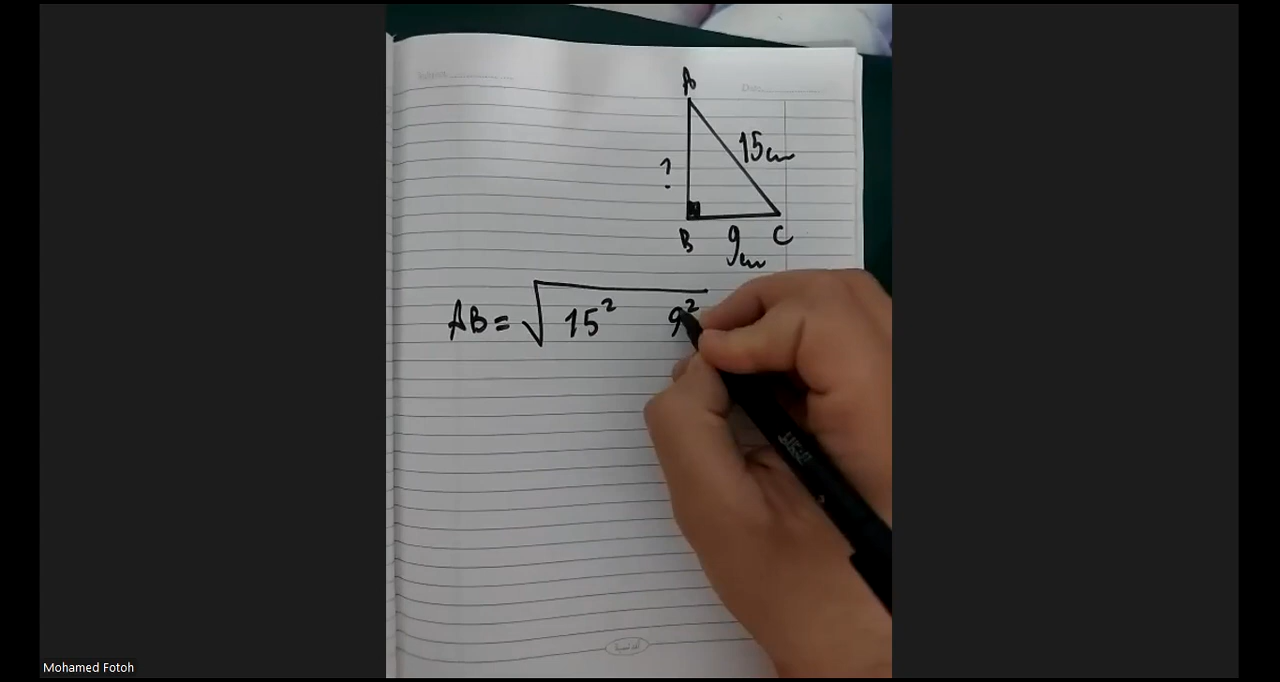 A
15cm
?
B
9cm
C
AB = √15² 9²
Mohamed Fotoh